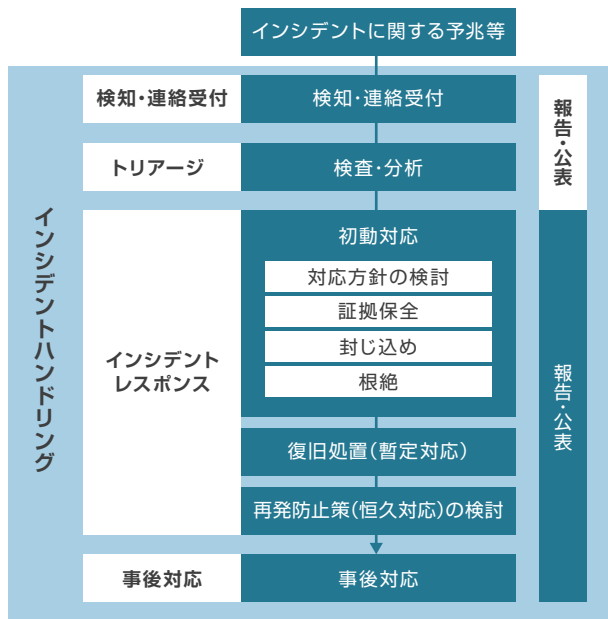 インシデントに関する予兆等
インシデントハンドリング
検知・連絡受付
検知・連絡受付
報告・公表
トリアージ
検査・分析
インシデント
レスポンス
初動対応
対応方針の検討
証拠保全
封じ込め
根絶
復旧処置(暫定対応)
再発防止策(恒久対応)の検討
報告・公表
事後対応
事後対応